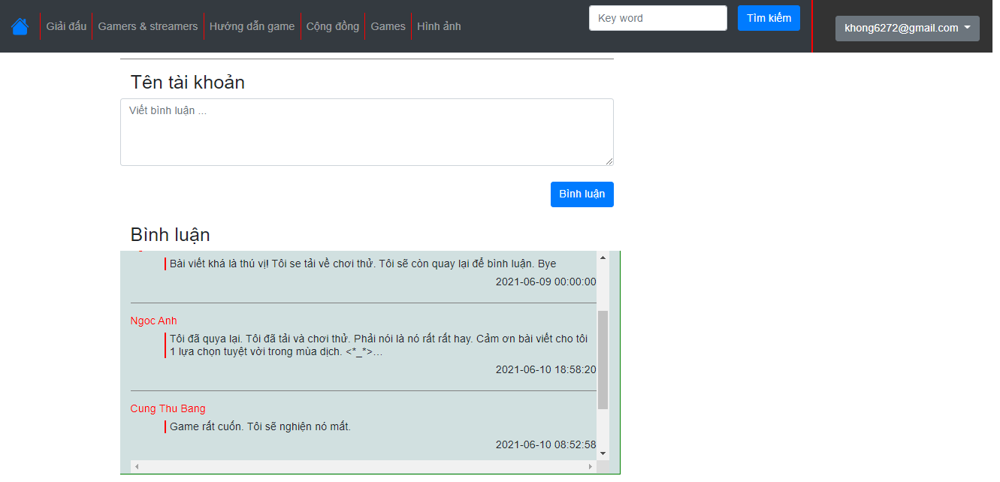 Giải đấu Gamers & streamers Hướng dẫn game Cộng đồng Games Hình ảnh Key word Tìm kiếm khong6272@gmail.com
Tên tài khoản
Viết bình luận ...
Bình luận
Bình luận
Bài viết khá là thú vị! Tôi se tải về chơi thử. Tôi sẽ còn quay lại để bình luận. Bye
2021-06-09 00:00:00
Ngoc Anh
Tôi đã quya lại. Tôi đã tải và chơi thử. Phải nói là nó rất rất hay. Cảm ơn bài viết cho tôi
1 lựa chọn tuyệt vời trong mùa dịch. <*_*>...
2021-06-10 18:58:20
Cung Thu Bang
Game rất cuốn. Tôi sẽ nghiện nó mất.
2021-06-10 08:52:58